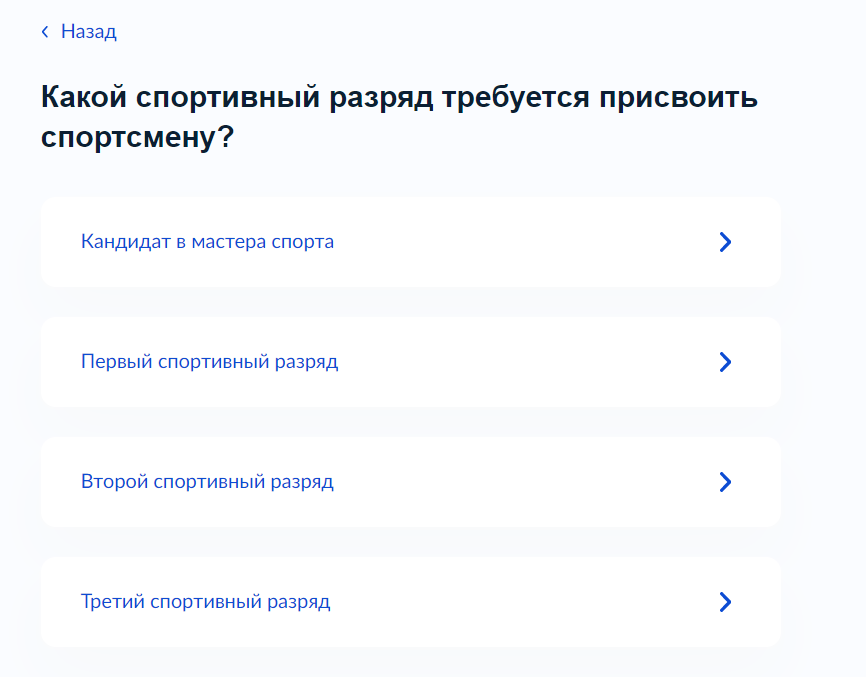 Назад
Какой спортивный разряд требуется присвоить
спортсмену?
Кандидат в мастера спорта
Первый спортивный разряд
Второй спортивный разряд
Третий спортивный разряд